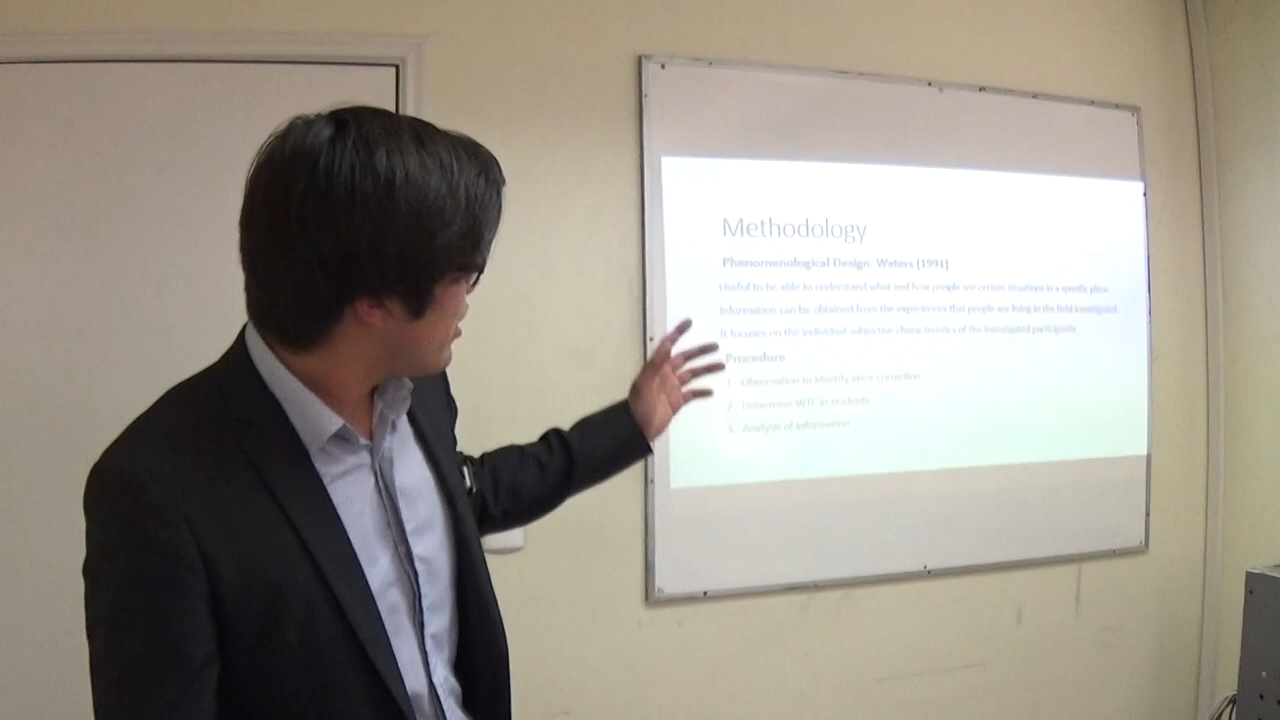 Methodology
Phenomenological Design: Waters (1991)
Useful to be able to understand what and how people see certain situations in a specific place
Information can be obtained from the experiences that people are living in the field investigated
It focuses on the individual subjective characteristics of the investigated participants
Procedure
1. Observation to identify error correction
2. Determine WTC in students
3. Analysis of information